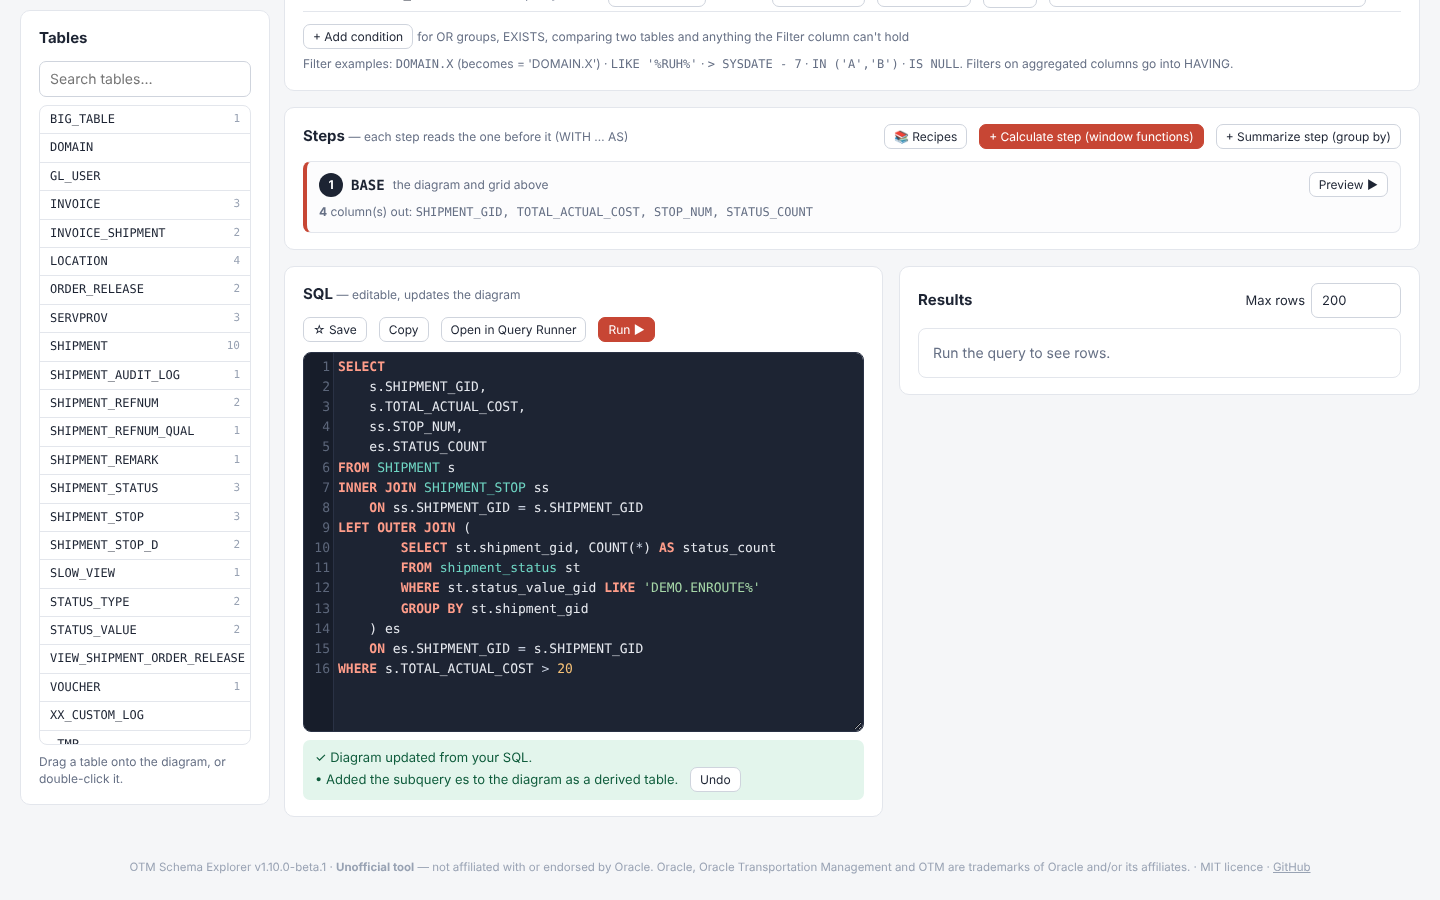 Tables
Search tables...
BIG_TABLE 1
DOMAIN
GL_USER
INVOICE 3
INVOICE_SHIPMENT 2
LOCATION 4
ORDER_RELEASE 2
SERVPROV 3
SHIPMENT 10
SHIPMENT_AUDIT_LOG 1
SHIPMENT_REFNUM 2
SHIPMENT_REFNUM_QUAL 1
SHIPMENT_REMARK 1
SHIPMENT_STATUS 3
SHIPMENT_STOP 3
SHIPMENT_STOP_D 2
SLOW_VIEW 1
STATUS_TYPE 2
STATUS_VALUE 2
VIEW_SHIPMENT_ORDER_RELEASE
VOUCHER 1
XX_CUSTOM_LOG
Drag a table onto the diagram, or
double-click it.
+ Add condition for OR groups, EXISTS, comparing two tables and anything the Filter column can't hold
Filter examples: DOMAIN.X (becomes = 'DOMAIN.X') · LIKE '%RUH%' · > SYSDATE - 7 · IN ('A','B') · IS NULL. Filters on aggregated columns go into HAVING.
Steps — each step reads the one before it (WITH ... AS)
📚 Recipes
+ Calculate step (window functions)
+ Summarize step (group by)
1 BASE the diagram and grid above
Preview ▶
4 column(s) out: SHIPMENT_GID, TOTAL_ACTUAL_COST, STOP_NUM, STATUS_COUNT
SQL — editable, updates the diagram
☆ Save
Copy
Open in Query Runner
Run ▶
1 SELECT
2 s.SHIPMENT_GID,
3 s.TOTAL_ACTUAL_COST,
4 ss.STOP_NUM,
5 es.STATUS_COUNT
6 FROM SHIPMENT s
7 INNER JOIN SHIPMENT_STOP ss
8 ON ss.SHIPMENT_GID = s.SHIPMENT_GID
9 LEFT OUTER JOIN (
10 SELECT st.shipment_gid, COUNT(*) AS status_count
11 FROM shipment_status st
12 WHERE st.status_value_gid LIKE 'DEMO.ENROUTE%'
13 GROUP BY st.shipment_gid
14 ) es
15 ON es.SHIPMENT_GID = s.SHIPMENT_GID
16 WHERE s.TOTAL_ACTUAL_COST > 20
✓ Diagram updated from your SQL.
• Added the subquery es to the diagram as a derived table.
Undo
Results
Max rows 200
Run the query to see rows.
OTM Schema Explorer v1.10.0-beta.1 · Unofficial tool — not affiliated with or endorsed by Oracle. Oracle, Oracle Transportation Management and OTM are trademarks of Oracle and/or its affiliates. · MIT licence · GitHub